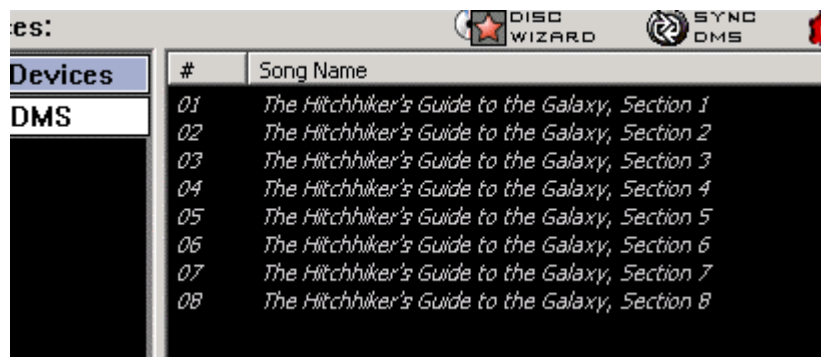 ces:
DISC
WIZARD
SYNC
DMS
Devices
DMS
# Song Name
01 The Hitchhiker's Guide to the Galaxy, Section 1
02 The Hitchhiker's Guide to the Galaxy, Section 2
03 The Hitchhiker's Guide to the Galaxy, Section 3
04 The Hitchhiker's Guide to the Galaxy, Section 4
05 The Hitchhiker's Guide to the Galaxy, Section 5
06 The Hitchhiker's Guide to the Galaxy, Section 6
07 The Hitchhiker's Guide to the Galaxy, Section 7
08 The Hitchhiker's Guide to the Galaxy, Section 8